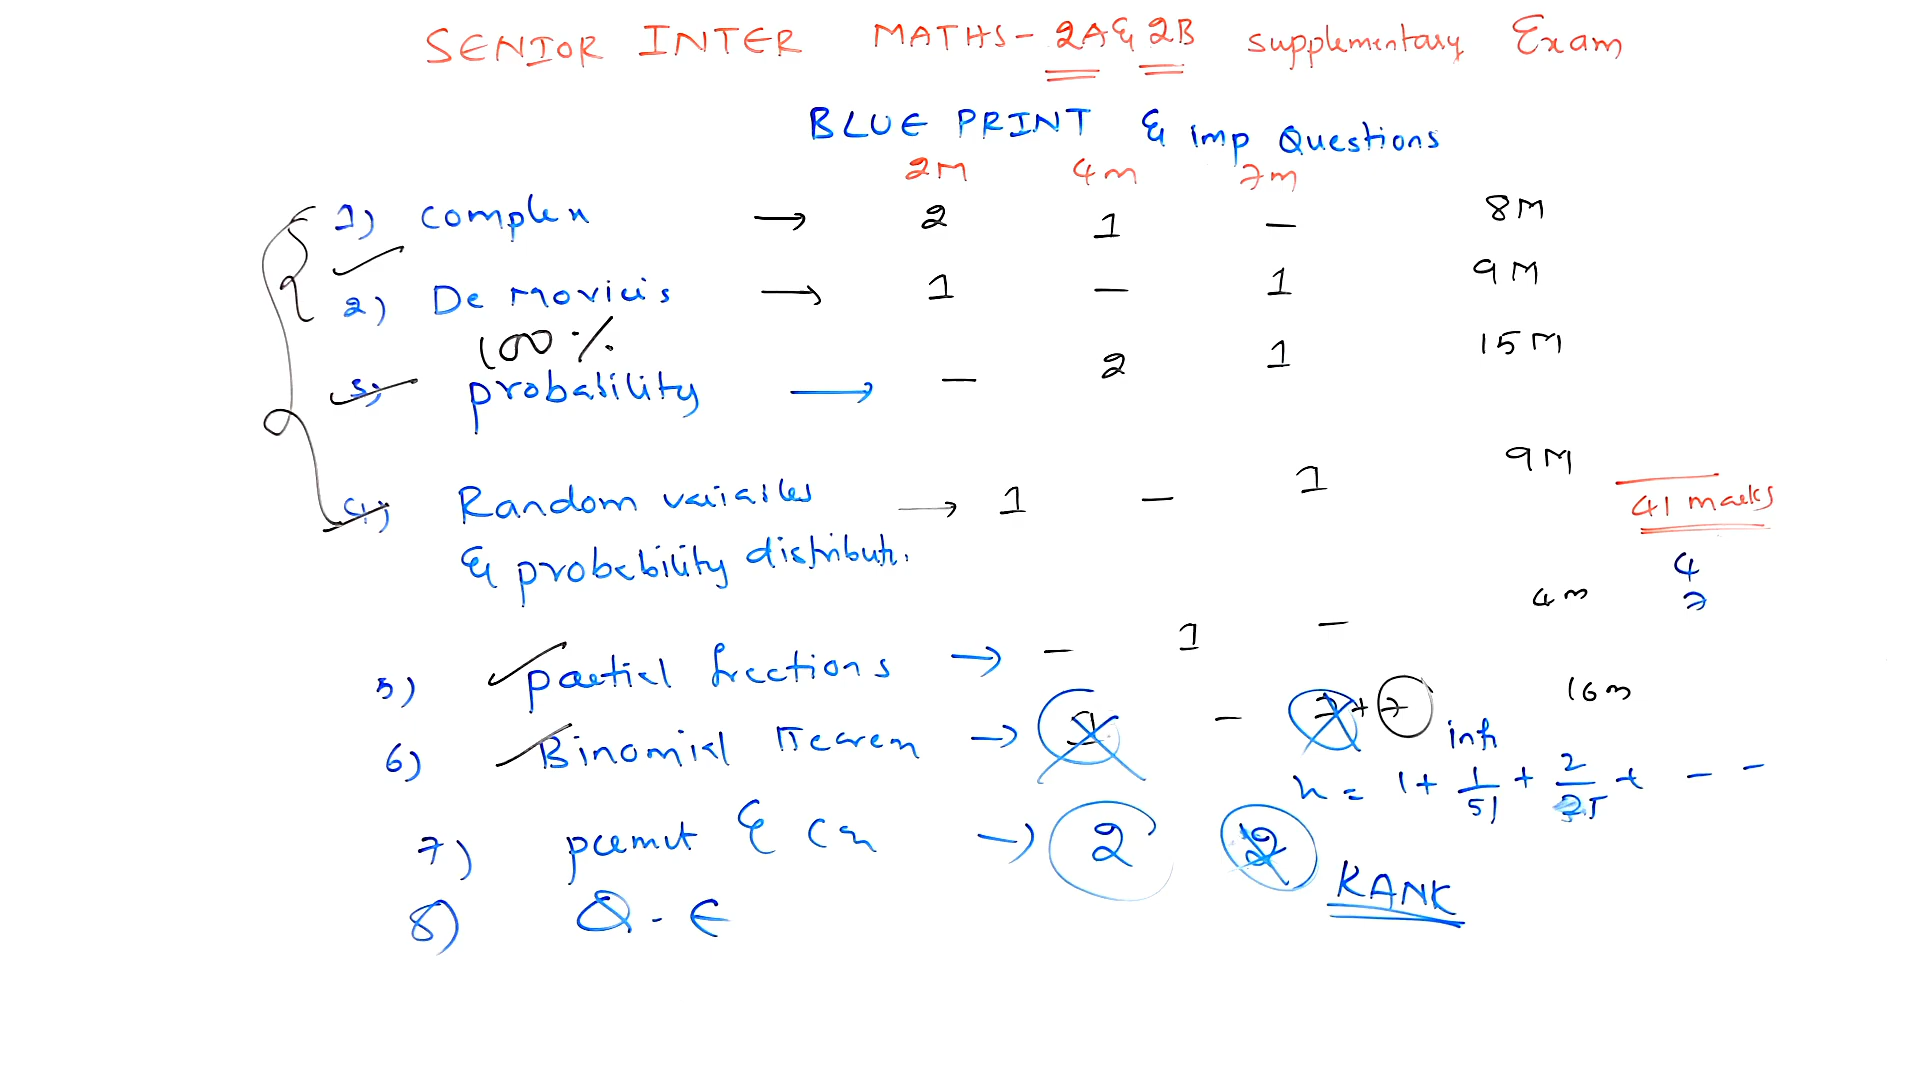 SENIOR INTER MATHS - 2A & 2B supplementary Exam
BLUE PRINT & imp Questions
2M 4m 7m
1) complex → 2 1 — 8M
2) De Movieis → 1 — 1 9M
100 %
3) probability → — 2 1 15M
4) Random variables → 1 — 1 9M
& probability distributi.
41 marks
4
7
5) partial fractions → — 1 — 4m
6) Binomial Theorem → 1 — 7+7 16m
inf
x = 1 + 1/5 + 2/25 + - -
7) permut & Co → 2 2
RANK
8) Q. E